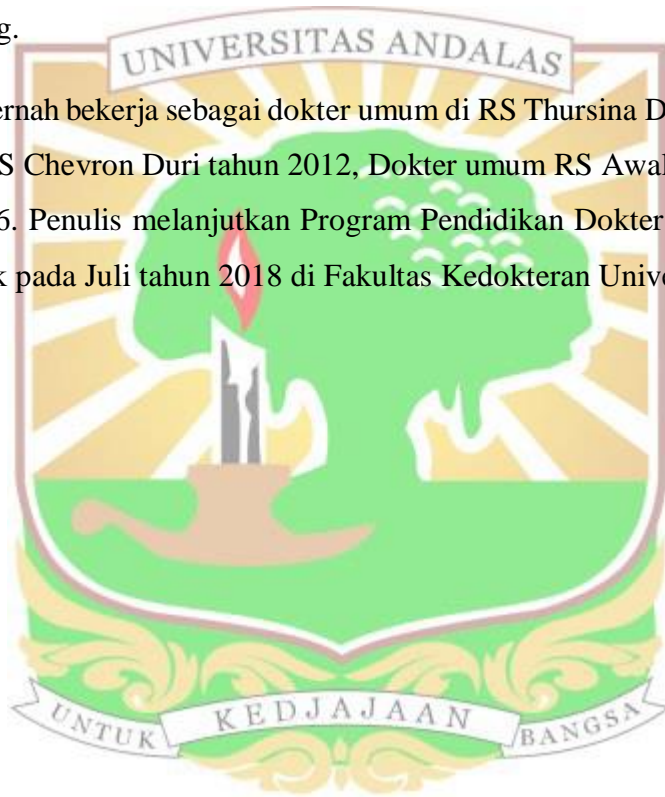 g.
UNIVERSITAS ANDALAS
ernah bekerja sebagai dokter umum di RS Thursina D
S Chevron Duri tahun 2012, Dokter umum RS Awal
6. Penulis melanjutkan Program Pendidikan Dokter
k pada Juli tahun 2018 di Fakultas Kedokteran Unive
UNTUK KEDJAJAAN BANGSA